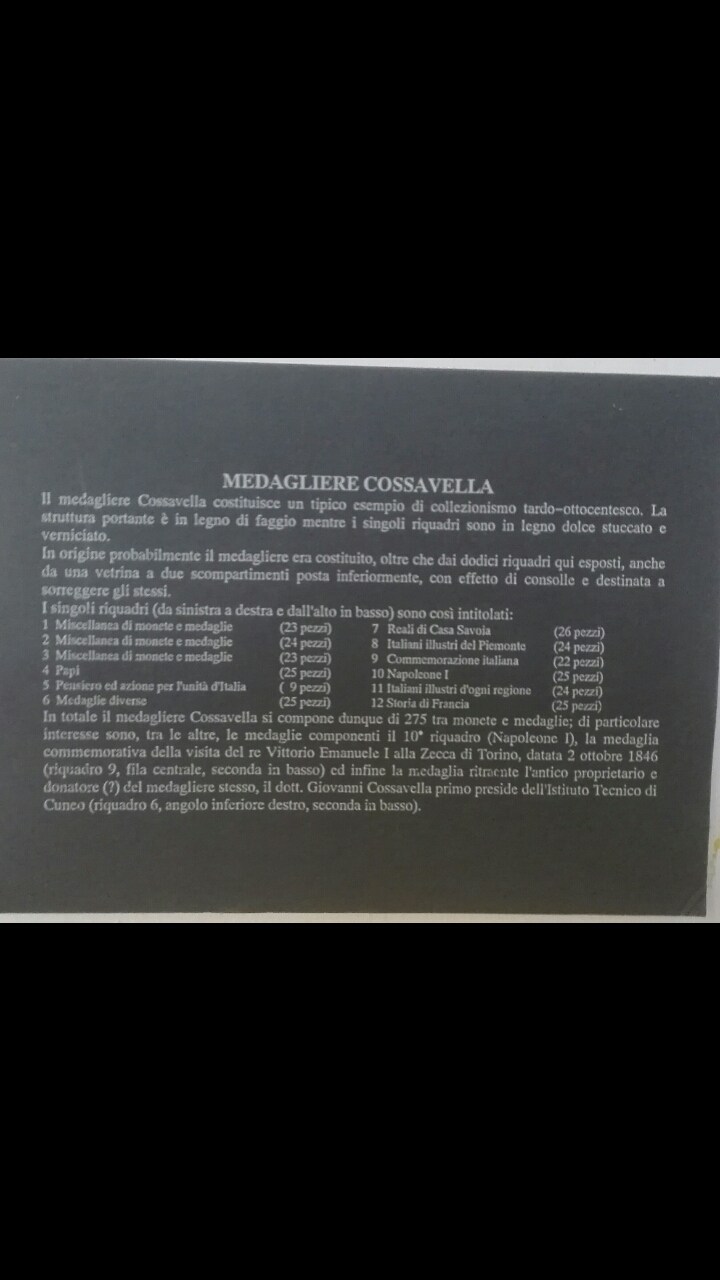 MEDAGLIERE COSSAVELLA
Il medagliere Cossavella costituisce un tipico esempio di collezionismo tardo-ottocentesco. La
struttura portante è in legno di faggio mentre i singoli riquadri sono in legno dolce stuccato e
verniciato.
In origine probabilmente il medagliere era costituito, oltre che dai dodici riquadri qui esposti, anche
da una vetrina a due scompartimenti posta inferiormente, con effetto di consolle e destinata a
sorreggere gli stessi.
I singoli riquadri (da sinistra a destra e dall'alto in basso) sono così intitolati:
1 Miscellanea di monete e medaglie (23 pezzi) 7 Reali di Casa Savoia (26 pezzi)
2 Miscellanea di monete e medaglie (24 pezzi) 8 Italiani illustri del Piemonte (24 pezzi)
3 Miscellanea di monete e medaglie (23 pezzi) 9 Commemorazione italiana (22 pezzi)
4 Papi (25 pezzi) 10 Napoleone I (25 pezzi)
5 Pensiero ed azione per l'unità d'Italia ( 9 pezzi) 11 Italiani illustri d'ogni regione (24 pezzi)
6 Medaglie diverse (25 pezzi) 12 Storia di Francia (25 pezzi)
In totale il medagliere Cossavella si compone dunque di 275 tra monete e medaglie; di particolare
interesse sono, tra le altre, le medaglie componenti il 10° riquadro (Napoleone I), la medaglia
commemorativa della visita del re Vittorio Emanuele I alla Zecca di Torino, datata 2 ottobre 1846
(riquadro 9, fila centrale, seconda in basso) ed infine la medaglia ritraente l'antico proprietario e
donatore (?) del medagliere stesso, il dott. Giovanni Cossavella primo preside dell'Istituto Tecnico di
Cuneo (riquadro 6, angolo inferiore destro, seconda in basso).